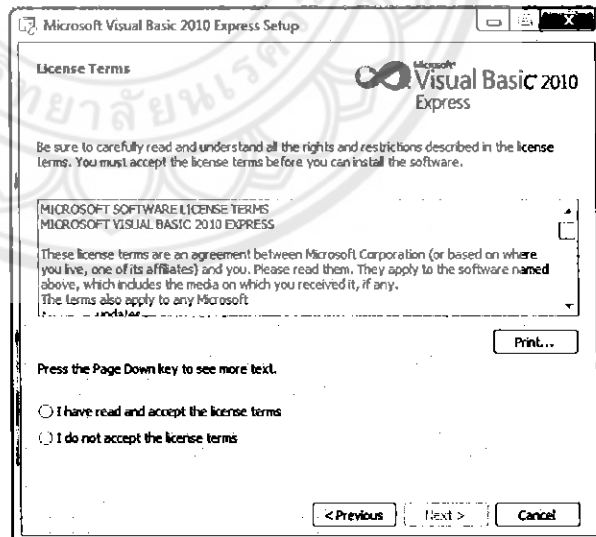 Microsoft Visual Basic 2010 Express Setup
License Terms
Microsoft
Visual Basic 2010
Express
Be sure to carefully read and understand all the rights and restrictions described in the license
terms. You must accept the license terms before you can install the software.
MICROSOFT SOFTWARE LICENSE TERMS
MICROSOFT VISUAL BASIC 2010 EXPRESS
These license terms are an agreement between Microsoft Corporation (or based on where
you live, one of its affiliates) and you. Please read them. They apply to the software named
above, which includes the media on which you received it, if any.
The terms also apply to any Microsoft
updates
Print...
Press the Page Down key to see more text.
I have read and accept the license terms
I do not accept the license terms
< Previous
Next >
Cancel